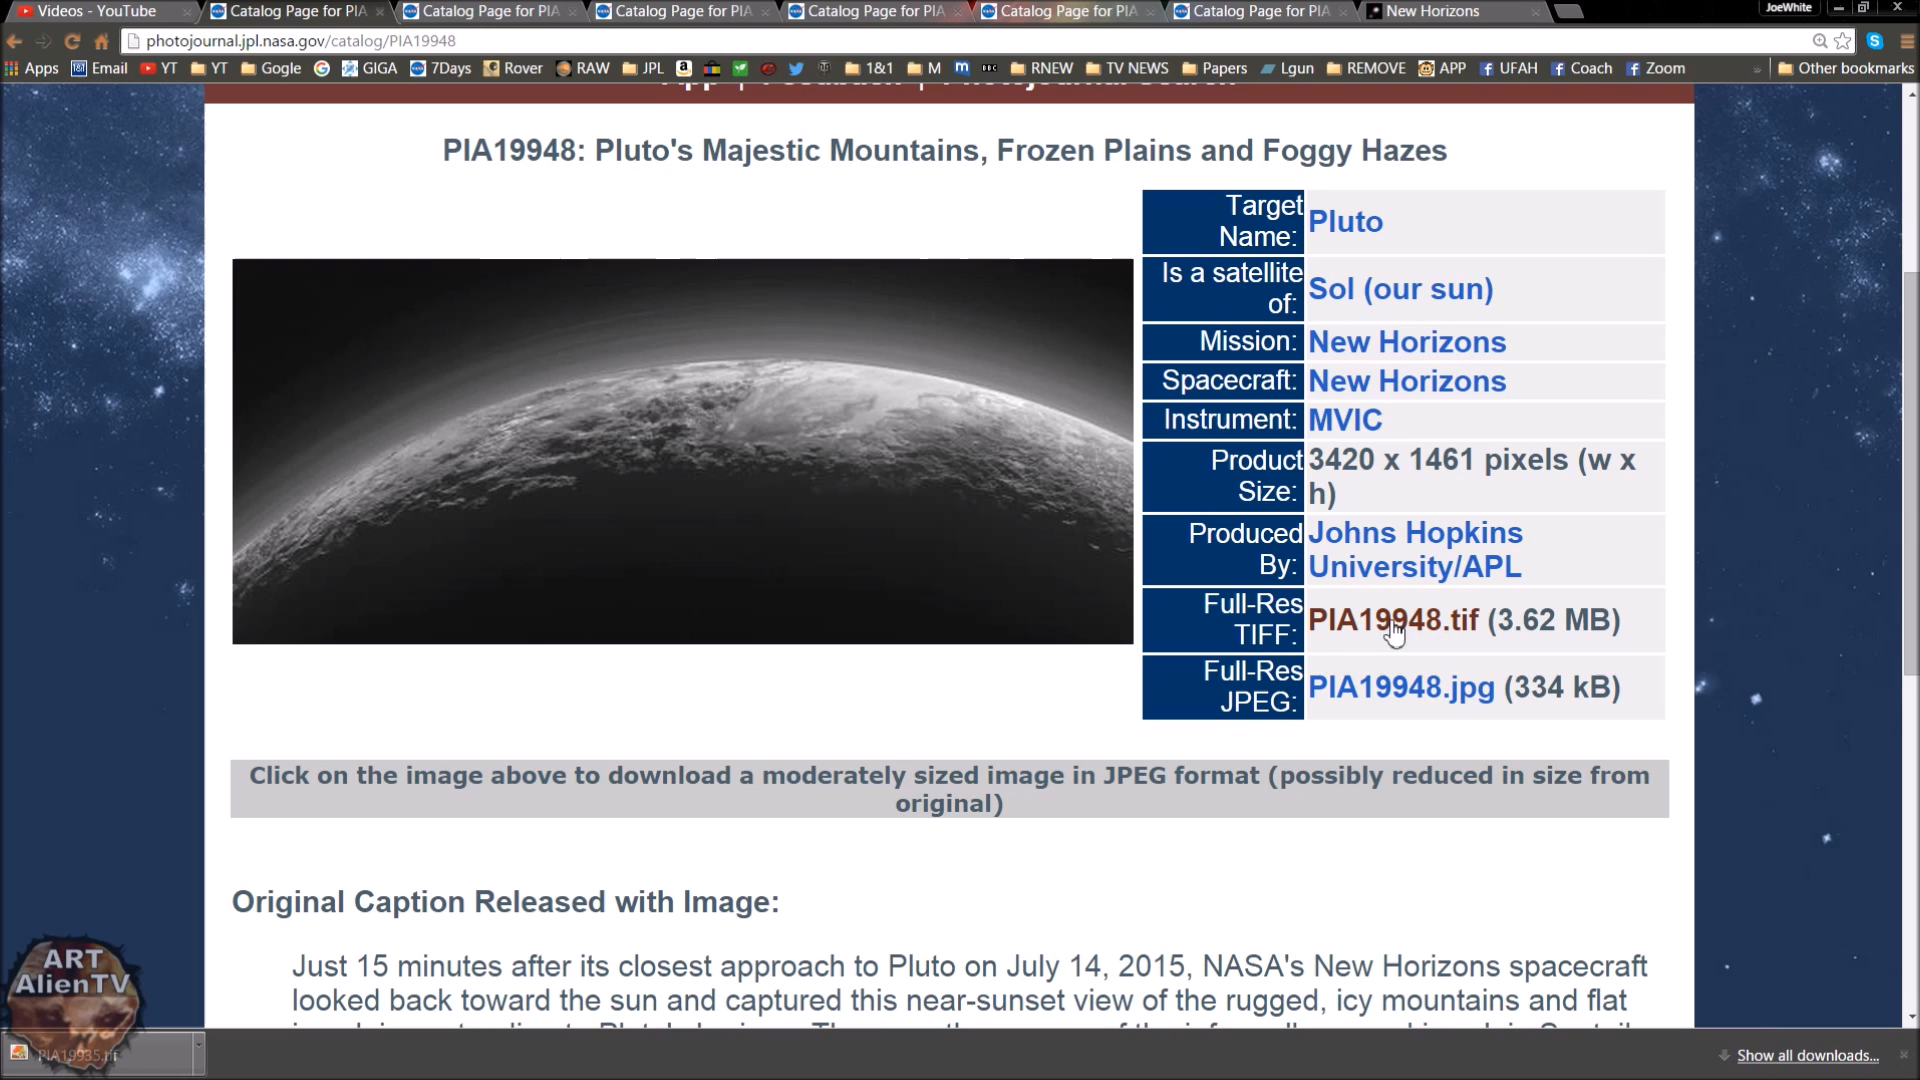 Videos - YouTube
Catalog Page for PIA
Catalog Page for PIA
Catalog Page for PIA
Catalog Page for PIA
Catalog Page for PIA
Catalog Page for PIA
New Horizons
JoeWhite
photojournal.jpl.nasa.gov/catalog/PIA19948
Apps
Email
YT
YT
Gogle
GIGA
7Days
Rover
RAW
JPL
1&1
M
BBC
RNEW
TV NEWS
Papers
Lgun
REMOVE
APP
UFAH
Coach
Zoom
Other bookmarks
PIA19948: Pluto's Majestic Mountains, Frozen Plains and Foggy Hazes
Target Name: Pluto
Is a satellite of: Sol (our sun)
Mission: New Horizons
Spacecraft: New Horizons
Instrument: MVIC
Product Size: 3420 x 1461 pixels (w x h)
Produced By: Johns Hopkins University/APL
Full-Res TIFF: PIA19948.tif (3.62 MB)
Full-Res JPEG: PIA19948.jpg (334 kB)
Click on the image above to download a moderately sized image in JPEG format (possibly reduced in size from
original)
Original Caption Released with Image:
Just 15 minutes after its closest approach to Pluto on July 14, 2015, NASA's New Horizons spacecraft
looked back toward the sun and captured this near-sunset view of the rugged, icy mountains and flat
ART
AlienTV
PIA19935.tif
Show all downloads...